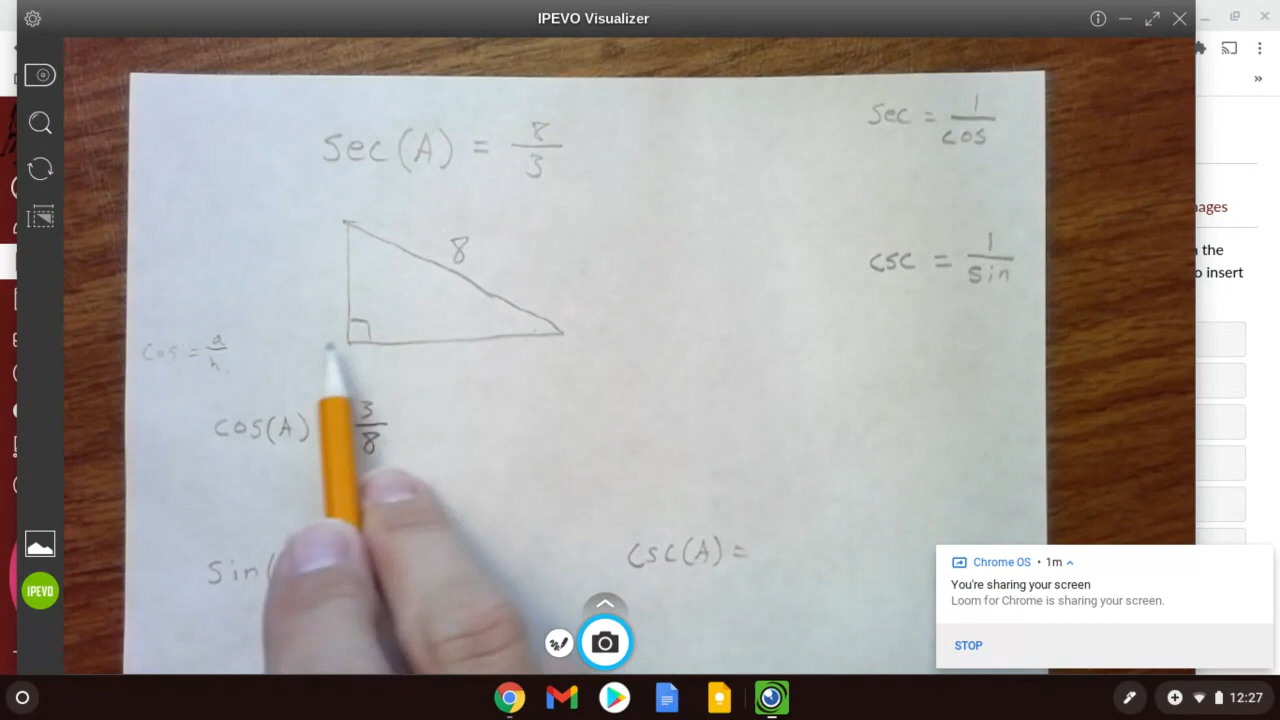 IPEVO Visualizer
sec(A) = 8/3
sec = 1/cos
8
csc = 1/sin
cos = a/h
cos(A) 3/8
sin(
csc(A) =
IPEVO
ages
the
o insert
Chrome OS • 1m
You're sharing your screen
Loom for Chrome is sharing your screen.
STOP
12:27